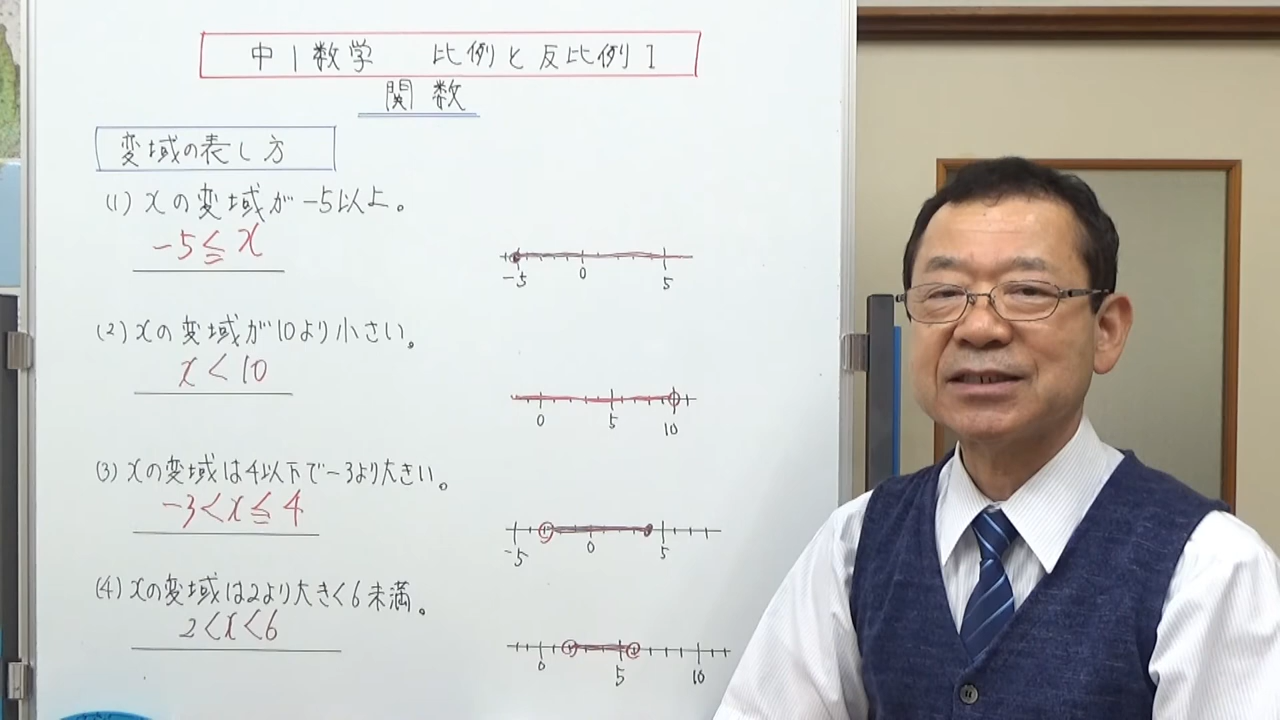 中1数学 比例と反比例 I
関数
変域の表し方
(1) xの変域が-5以上。
-5≦x
-5 0 5
(2) xの変域が10より小さい。
x<10
0 5 10
(3) xの変域は4以下で-3より大きい。
-3<x≦4
-5 0 5
(4) xの変域は2より大きく6未満。
2<x<6
0 5 10